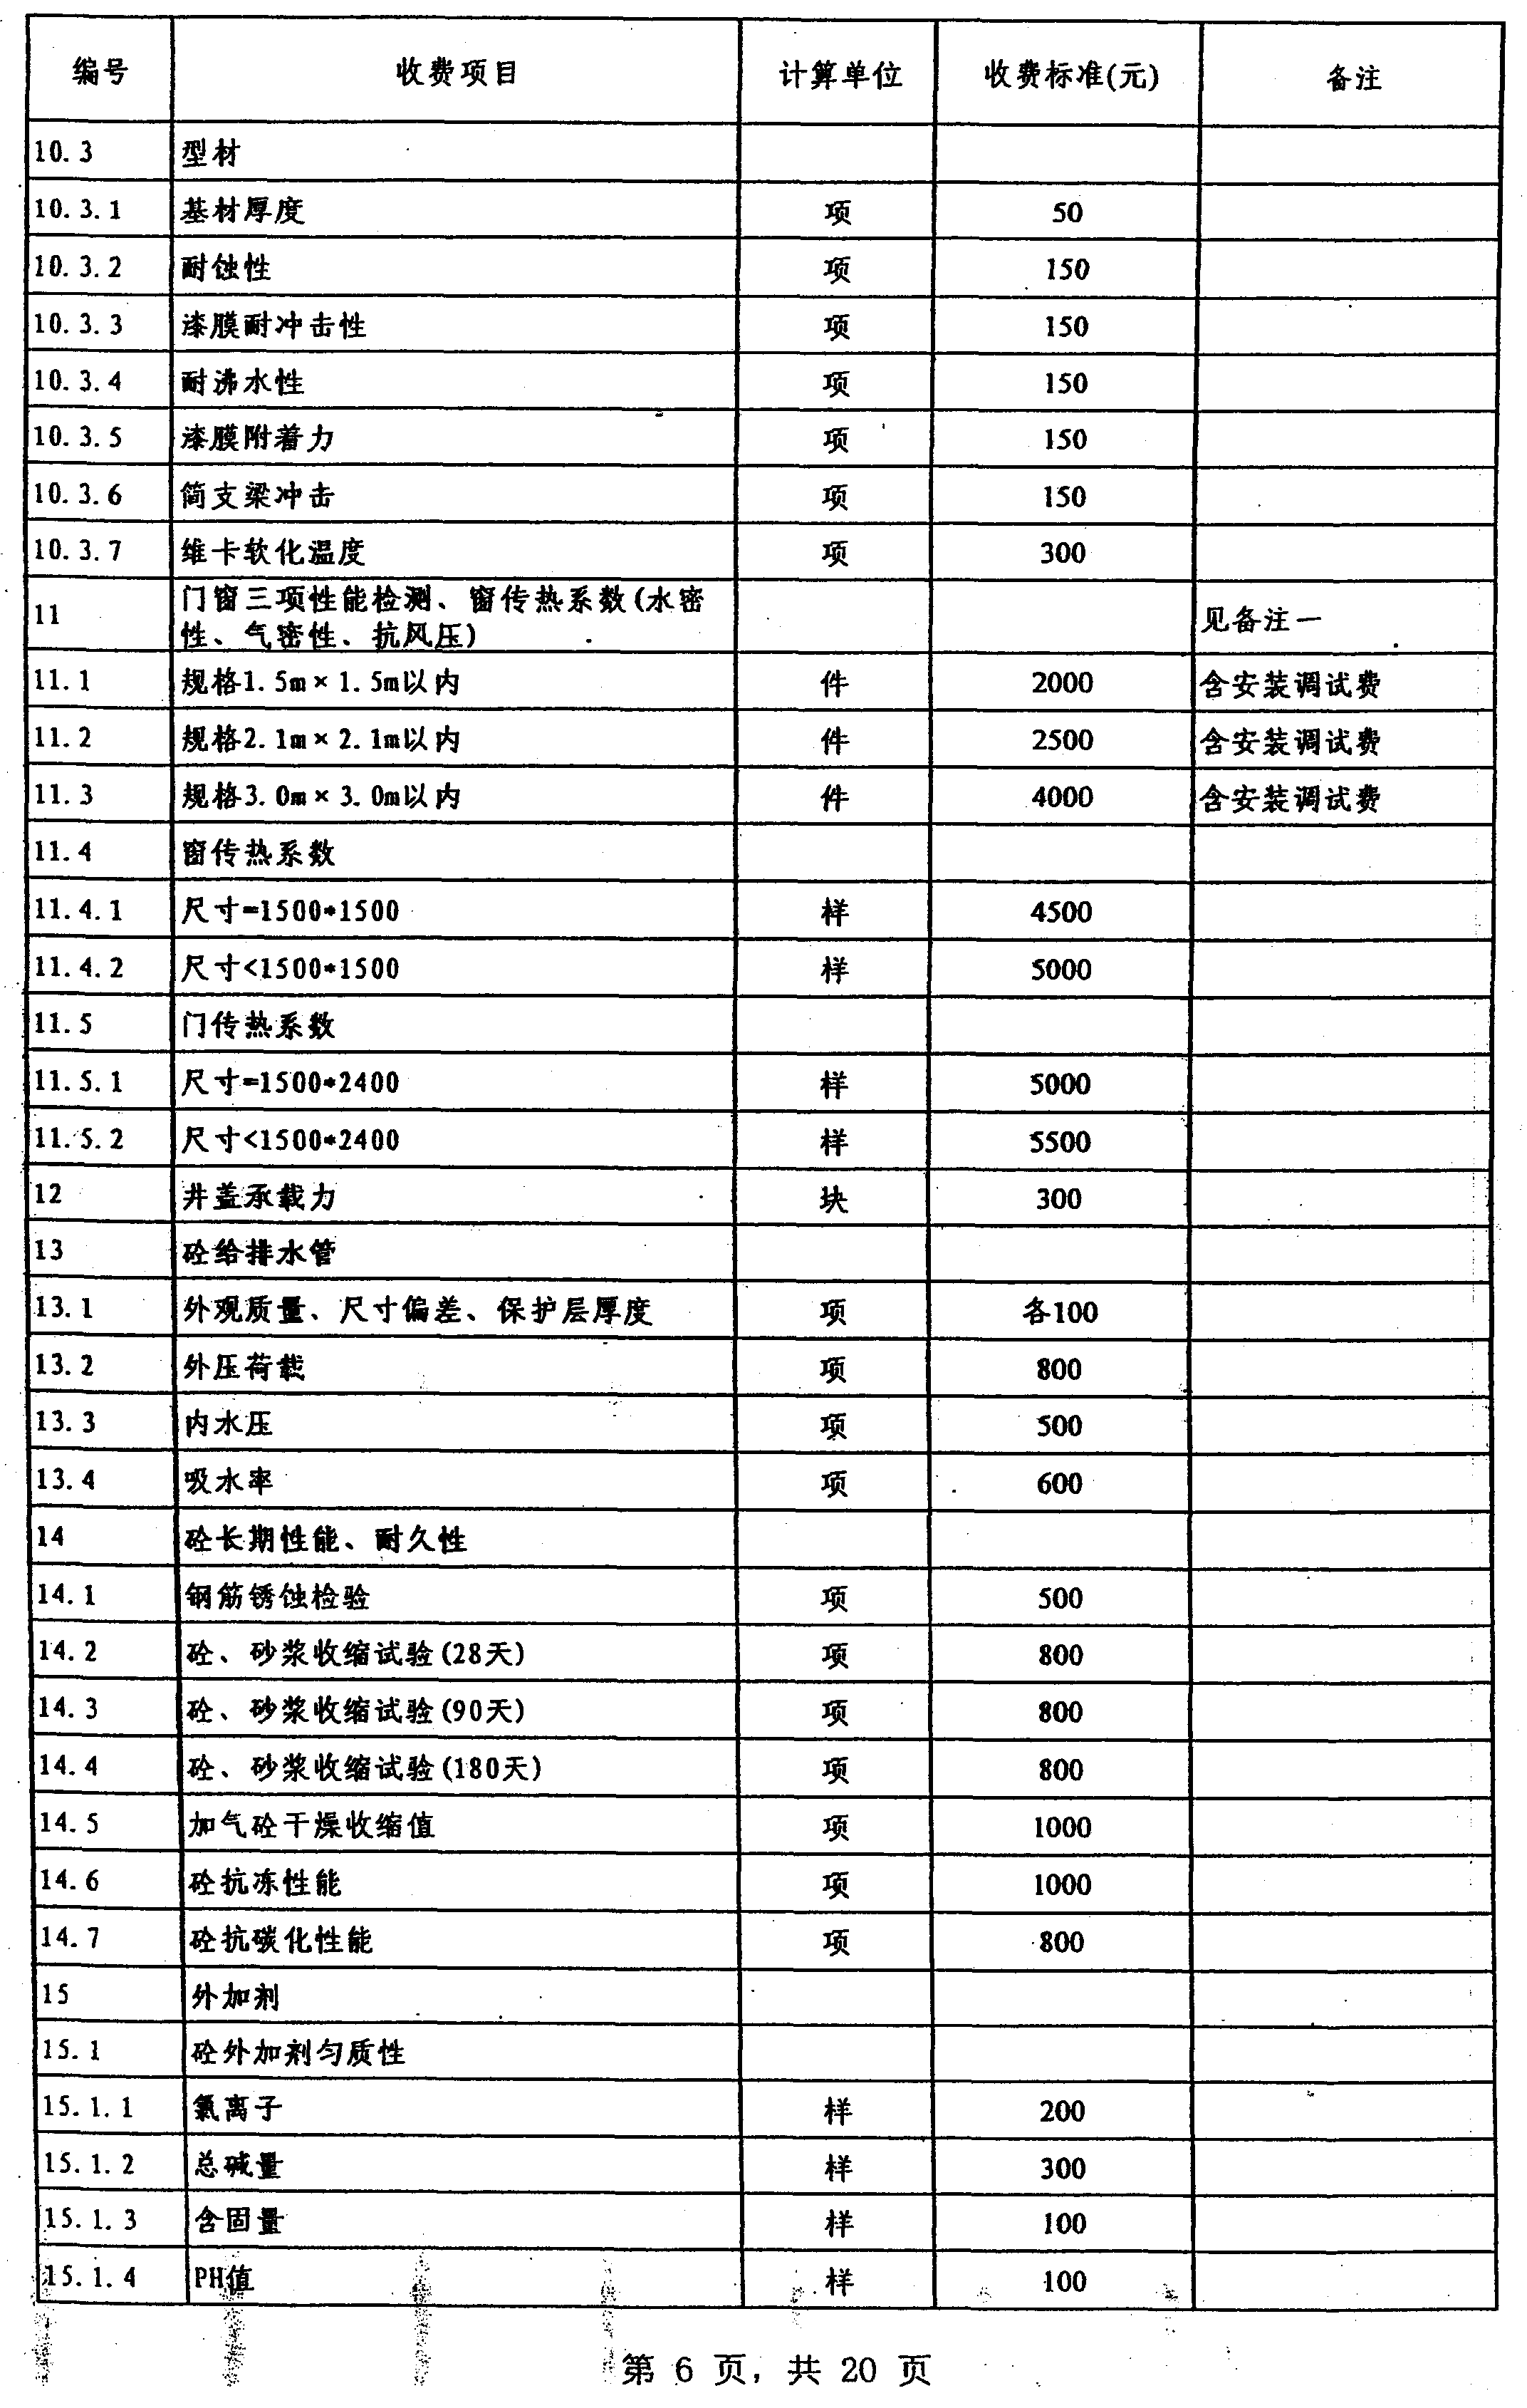 编号 收费项目 计算单位 收费标准(元) 备注
10.3 型材
10.3.1 基材厚度 项 50
10.3.2 耐蚀性 项 150
10.3.3 漆膜耐冲击性 项 150
10.3.4 耐沸水性 项 150
10.3.5 漆膜附着力 项 150
10.3.6 简支梁冲击 项 150
10.3.7 维卡软化温度 项 300
11 门窗三项性能检测、窗传热系数(水密
性、气密性、抗风压) 见备注一
11.1 规格1.5m×1.5m以内 件 2000 含安装调试费
11.2 规格2.1m×2.1m以内 件 2500 含安装调试费
11.3 规格3.0m×3.0m以内 件 4000 含安装调试费
11.4 窗传热系数
11.4.1 尺寸=1500*1500 样 4500
11.4.2 尺寸<1500*1500 样 5000
11.5 门传热系数
11.5.1 尺寸=1500*2400 样 5000
11.5.2 尺寸<1500*2400 样 5500
12 井盖承载力 块 300
13 砼给排水管
13.1 外观质量、尺寸偏差、保护层厚度 项 各100
13.2 外压荷载 项 800
13.3 内水压 项 500
13.4 吸水率 项 600
14 砼长期性能、耐久性
14.1 钢筋锈蚀检验 项 500
14.2 砼、砂浆收缩试验(28天) 项 800
14.3 砼、砂浆收缩试验(90天) 项 800
14.4 砼、砂浆收缩试验(180天) 项 800
14.5 加气砼干燥收缩值 项 1000
14.6 砼抗冻性能 项 1000
14.7 砼抗碳化性能 项 800
15 外加剂
15.1 砼外加剂匀质性
15.1.1 氯离子 样 200
15.1.2 总碱量 样 300
15.1.3 含固量 样 100
15.1.4 PH值 样 100
第 6 页, 共 20 页